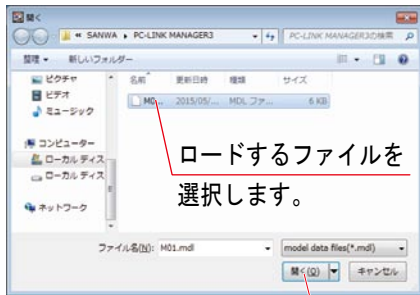 開く
« SANWA ▸ PC-LINK MANAGER3
PC-LINK MANAGER3の検索
整理 ▾ 新しいフォルダー
ピクチャ
ビデオ
ミュージック
コンピューター
ローカル ディス
ローカル ディス
ネットワーク
名前 更新日時 種類 サイズ
M0... 2015/05/... MDL ファ... 6 KB
ロードするファイルを
選択します。
ファイル名(N): M01.mdl
model data files(*.mdl)
開く(O) キャンセル